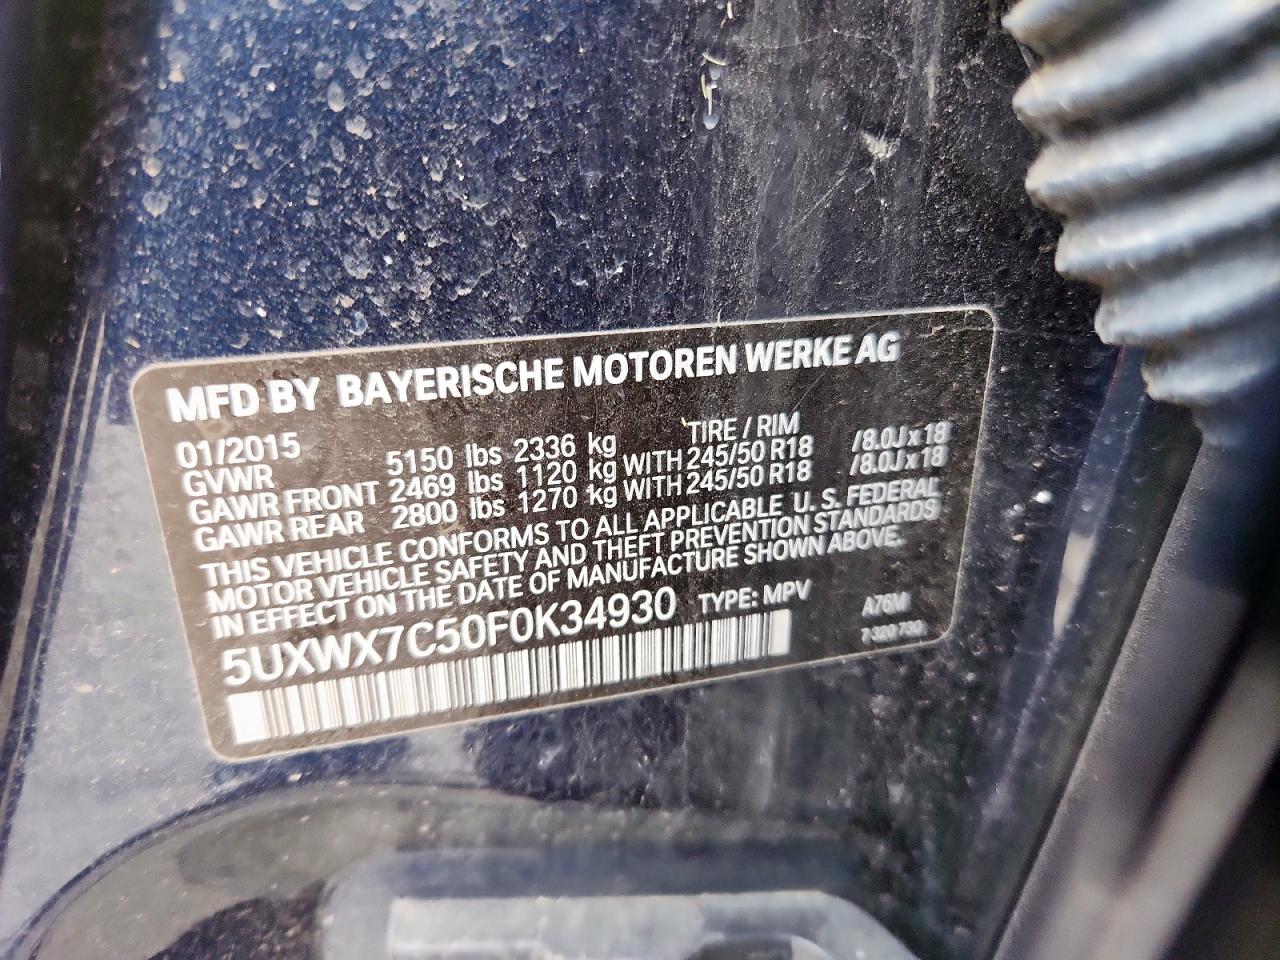 MFD BY BAYERISCHE MOTOREN WERKE AG
01/2015 TIRE / RIM
GVWR 5150 lbs 2336 kg
GAWR FRONT 2469 lbs 1120 kg WITH 245/50 R18 /8.0J x 18
GAWR REAR 2800 lbs 1270 kg WITH 245/50 R18 /8.0J x 18
THIS VEHICLE CONFORMS TO ALL APPLICABLE U. S. FEDERAL
MOTOR VEHICLE SAFETY AND THEFT PREVENTION STANDARDS
IN EFFECT ON THE DATE OF MANUFACTURE SHOWN ABOVE.
5UXWX7C50F0K34930 TYPE: MPV A76M